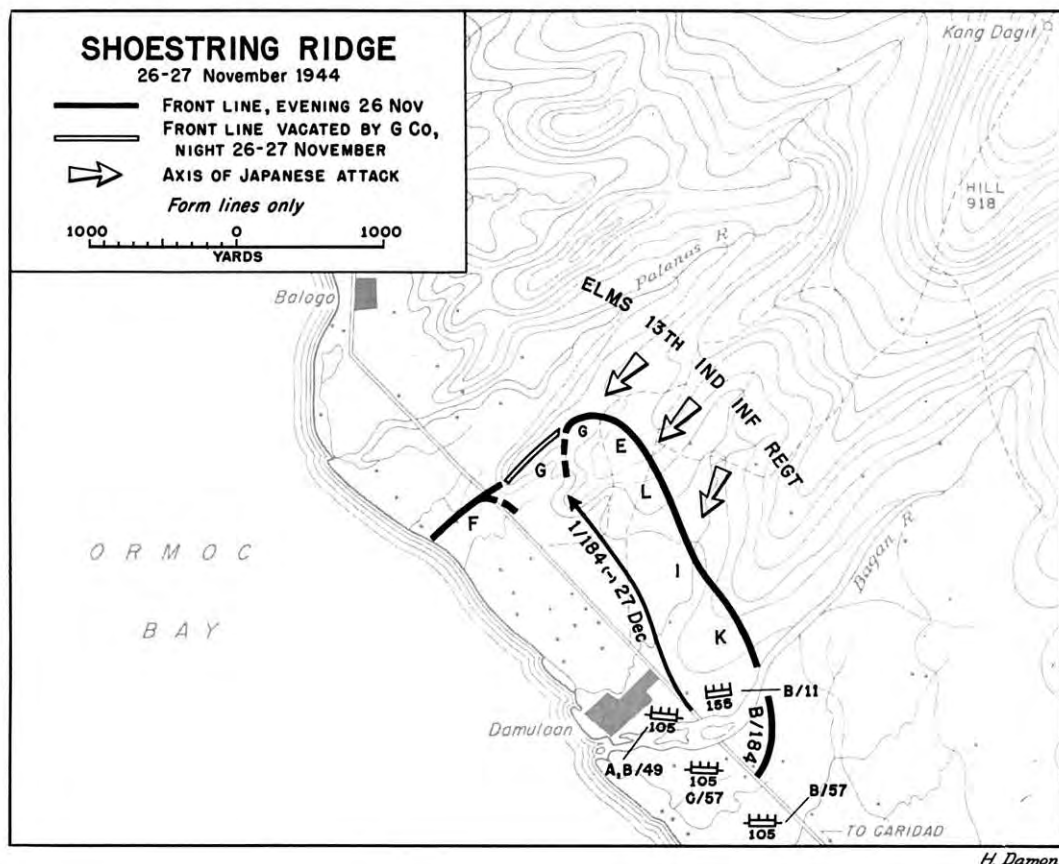 SHOESTRING RIDGE
26-27 November 1944
FRONT LINE, EVENING 26 NOV
FRONT LINE VACATED BY G CO,
NIGHT 26-27 NOVEMBER
AXIS OF JAPANESE ATTACK
Form lines only
1000 0 1000
YARDS
Kang Dagit
HILL
918
Palanas R
Balogo
ELMS 13TH IND INF REGT
G
E
G
L
F
I
K
1/184 (-) 27 Dec
Bagan R
ORMOC
BAY
155
B/11
Damulaan
105
B/184
A,B/49
105
C/57
B/57
105
TO CARIDAD
H. Damon